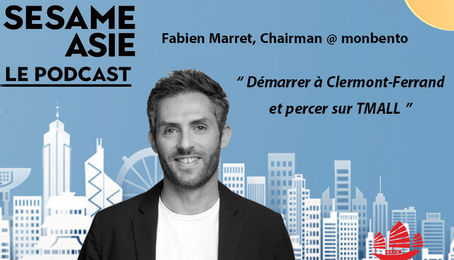 SESAME
ASIE
LE PODCAST
Fabien Marret, Chairman @ monbento
“ Démarrer à Clermont-Ferrand
et percer sur TMALL ”